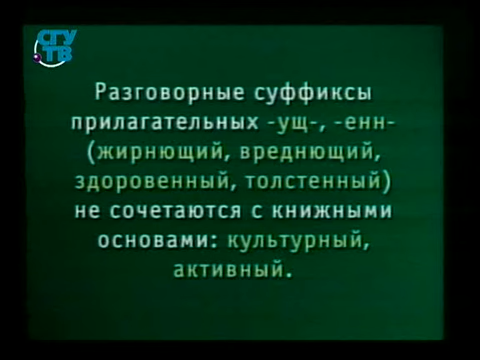 СГУ
ТВ
Разговорные суффиксы
прилагательных -ущ-, -енн-
(жирнющий, вреднющий,
здоровенный, толстенный)
не сочетаются с книжными
основами: культурный,
активный.